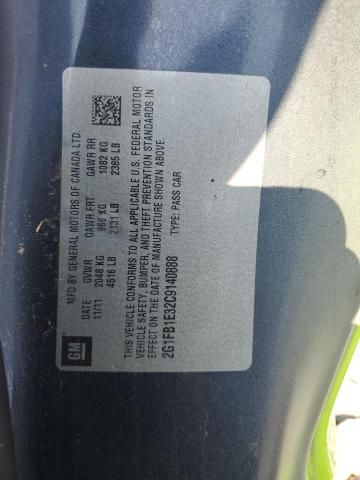 GM
MFD BY GENERAL MOTORS OF CANADA LTD.
DATE GVWR GAWR FRT GAWR RR
11/11 2048 KG 966 KG 1082 KG
4516 LB 2131 LB 2385 LB
THIS VEHICLE CONFORMS TO ALL APPLICABLE U.S. FEDERAL MOTOR
VEHICLE SAFETY, BUMPER, AND THEFT PREVENTION STANDARDS IN
EFFECT ON THE DATE OF MANUFACTURE SHOWN ABOVE.
2G1FB1E32C9140888 TYPE: PASS CAR